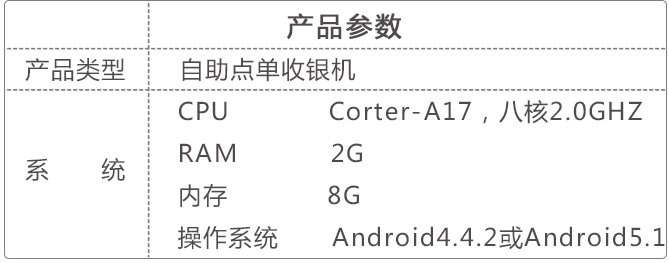 产品参数
产品类型 自助点单收银机
系 统
CPU Corter-A17，八核2.0GHZ
RAM 2G
内存 8G
操作系统 Android4.4.2或Android5.1